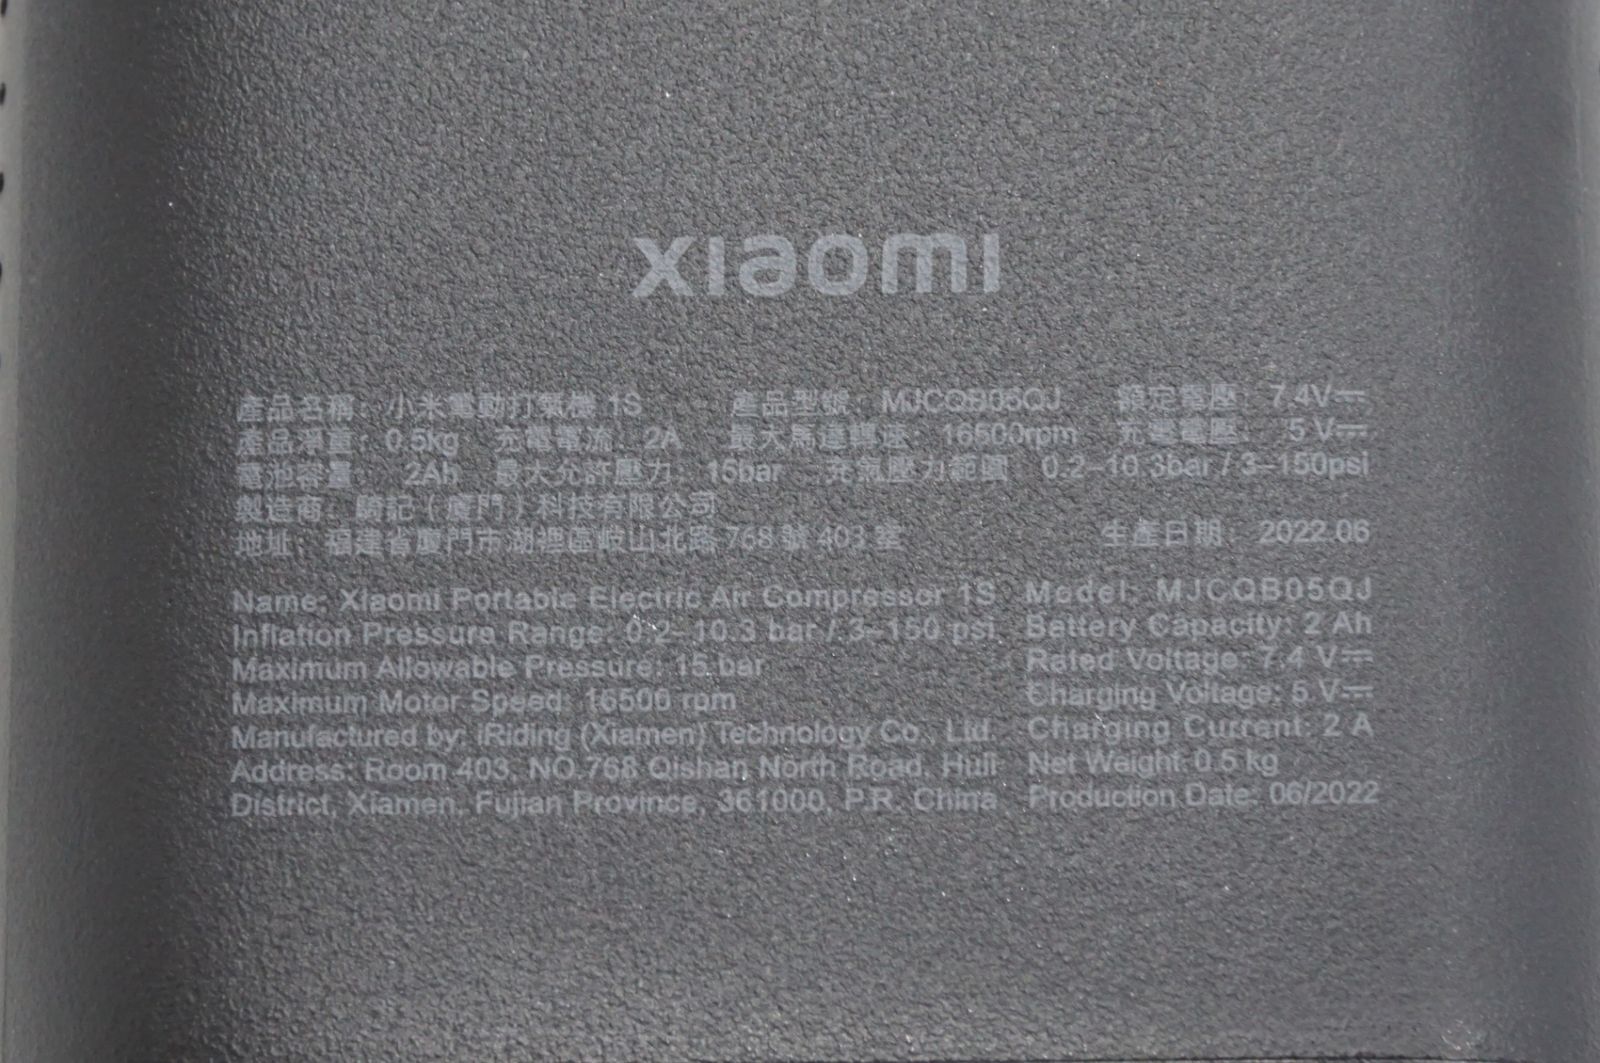 xiaomi
產品名稱：小米電動打氣機 1S 產品型號：MJCQB05QJ 額定電壓：7.4V⎓
產品淨重：0.5kg 充電電流：2A 最大馬達轉速：16500rpm 充電電壓：5V⎓
電池容量：2Ah 最大允許壓力：15bar 充氣壓力範圍：0.2–10.3bar / 3–150psi
製造商：騎記（廈門）科技有限公司
地址：福建省廈門市湖裡區岐山北路 768 號 403 室 生產日期：2022.06
Name: Xiaomi Portable Electric Air Compressor 1S Model: MJCQB05QJ
Inflation Pressure Range: 0.2–10.3 bar / 3–150 psi Battery Capacity: 2 Ah
Maximum Allowable Pressure: 15 bar Rated Voltage: 7.4 V⎓
Maximum Motor Speed: 16500 rpm Charging Voltage: 5 V⎓
Manufactured by: iRiding (Xiamen) Technology Co., Ltd. Charging Current: 2 A
Address: Room 403, NO.768 Qishan North Road, Huli Net Weight: 0.5 kg
District, Xiamen, Fujian Province, 361000, P.R. China Production Date: 06/2022